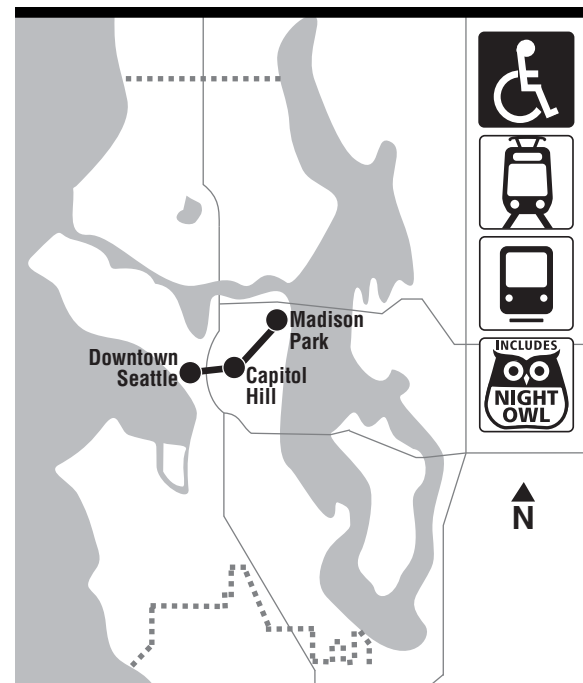 INCLUDES
NIGHT
OWL
Madison
Park
Downtown
Seattle
Capitol
Hill
N